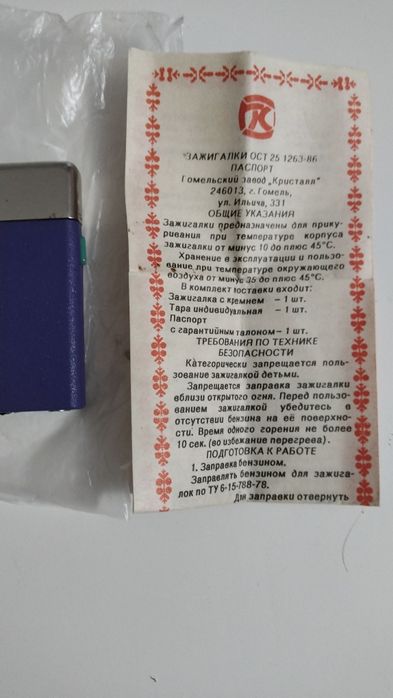 К
ЗАЖИГАЛКИ ОСТ 25 1263-86
ПАСПОРТ
Гомельский завод „Кристалл"
246013, г. Гомель,
ул. Ильича, 331
ОБЩИЕ УКАЗАНИЯ
Зажигалки предназначены для прику-
ривания при температуре корпуса
зажигалки от минус 10 до плюс 45°С.
Хранение в эксплуатации и пользо-
вание при температуре окружающего
воздуха от минус 35 до плюс 45°С.
В комплект поставки входит:
Зажигалка с кремнем – 1 шт.
Тара индивидуальная – 1 шт.
Паспорт
с гарантийным талоном – 1 шт.
ТРЕБОВАНИЯ ПО ТЕХНИКЕ
БЕЗОПАСНОСТИ
Категорически запрещается поль-
зование зажигалкой детьми.
Запрещается заправка зажигалки
вблизи открытого огня. Перед пользо-
ванием зажигалкой убедитесь в
отсутствии бензина на её поверхно-
сти. Время одного горения не более
10 сек. (во избежание перегрева).
ПОДГОТОВКА К РАБОТЕ
1. Заправка бензином.
Заправлять бензином для зажига-
лок по ТУ 6-15-788-78.
Для заправки отвернуть